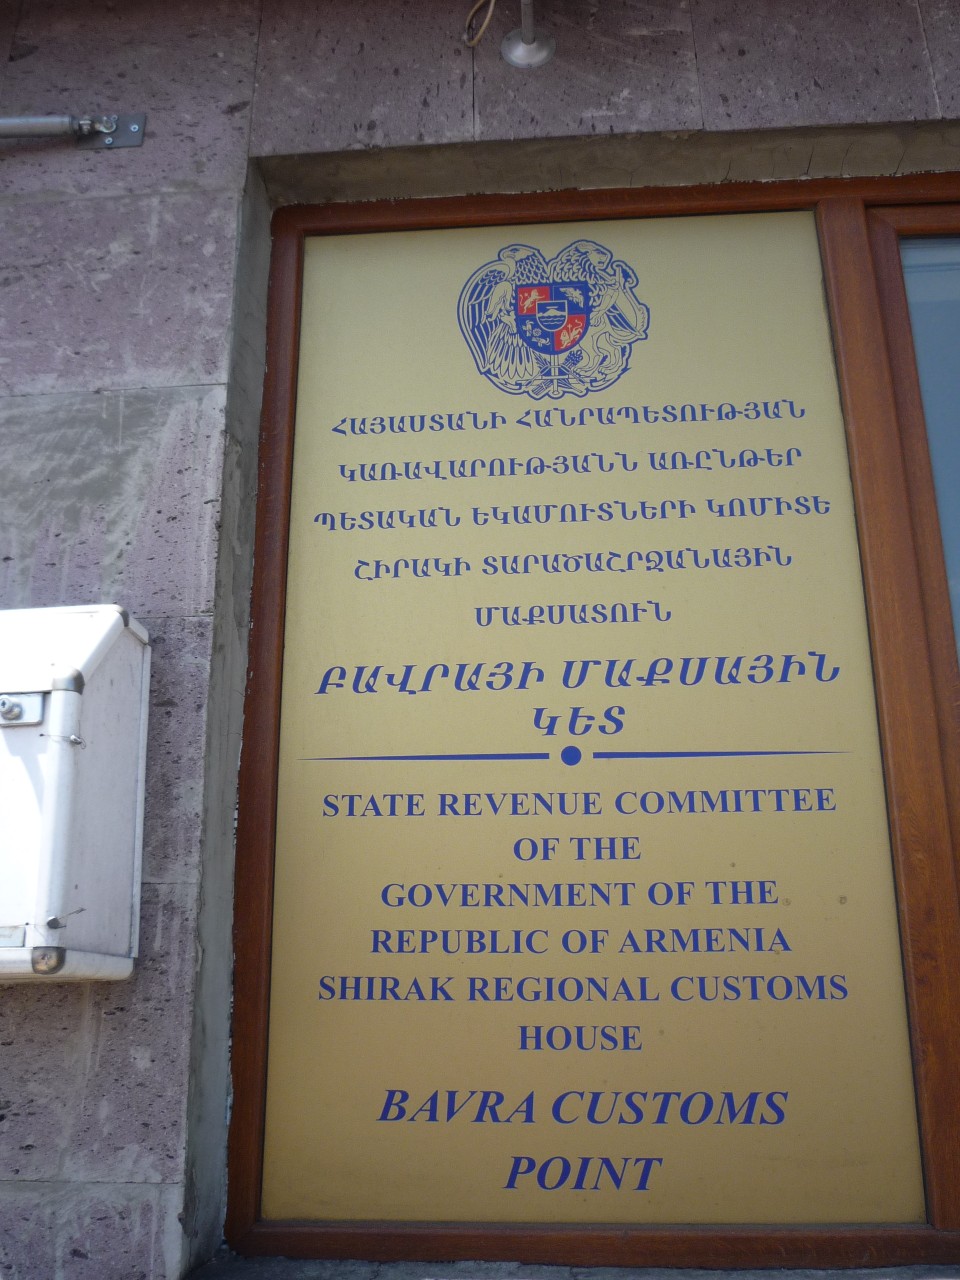 ՀԱՅԱՍՏԱՆԻ ՀԱՆՐԱՊԵՏՈՒԹՅԱՆ
ԿԱՌԱՎԱՐՈՒԹՅԱՆՆ ԱՌԸՆԹԵՐ
ՊԵՏԱԿԱՆ ԵԿԱՄՈՒՏՆԵՐԻ ԿՈՄԻՏԵ
ՇԻՐԱԿԻ ՏԱՐԱԾԱՇՐՋԱՆԱՅԻՆ
ՄԱՔՍԱՏՈՒՆ
ԲԱՎՐԱՅԻ ՄԱՔՍԱՅԻՆ
ԿԵՏ
STATE REVENUE COMMITTEE
OF THE
GOVERNMENT OF THE
REPUBLIC OF ARMENIA
SHIRAK REGIONAL CUSTOMS
HOUSE
BAVRA CUSTOMS
POINT